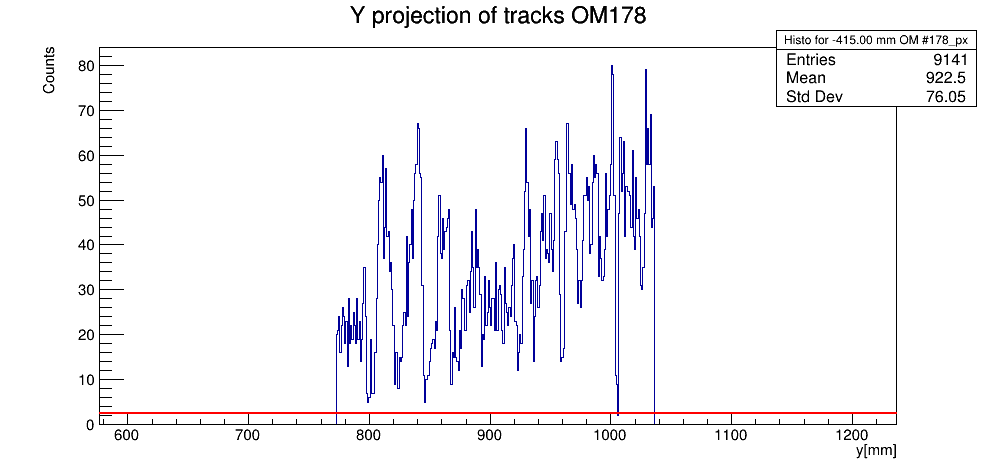 Y projection of tracks OM178
Histo for -415.00 mm OM #178_px
Entries 9141
Mean 922.5
Std Dev 76.05
Counts
80
70
60
50
40
30
20
10
0
600 700 800 900 1000 1100 1200
y[mm]